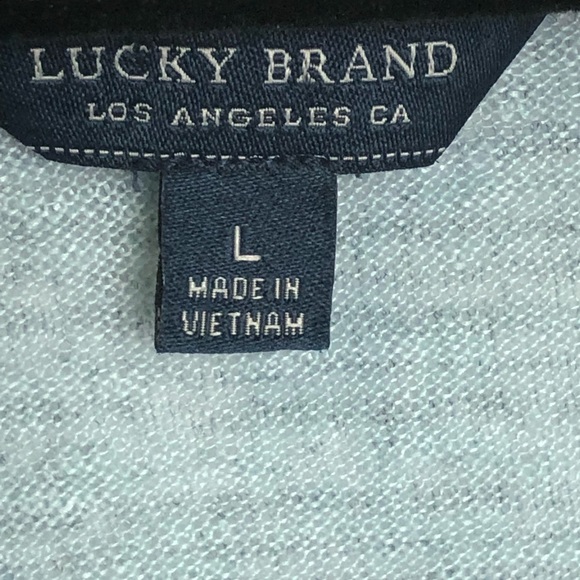 LUCKY BRAND
LOS ANGELES CA
L
MADE IN
VIETNAM